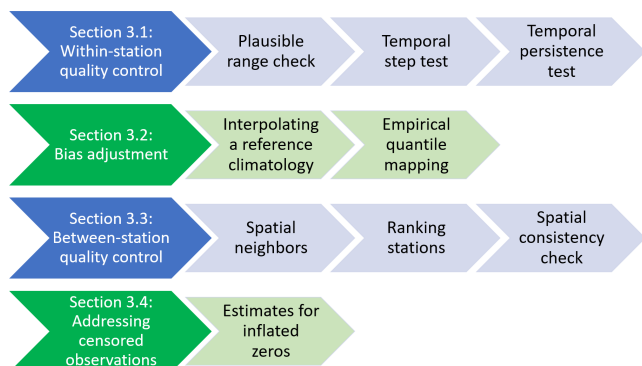 Section 3.1:
Within-station
quality control
Plausible
range check
Temporal
step test
Temporal
persistence
test
Section 3.2:
Bias adjustment
Interpolating
a reference
climatology
Empirical
quantile
mapping
Section 3.3:
Between-station
quality control
Spatial
neighbors
Ranking
stations
Spatial
consistency
check
Section 3.4:
Addressing
censored
observations
Estimates for
inflated
zeros